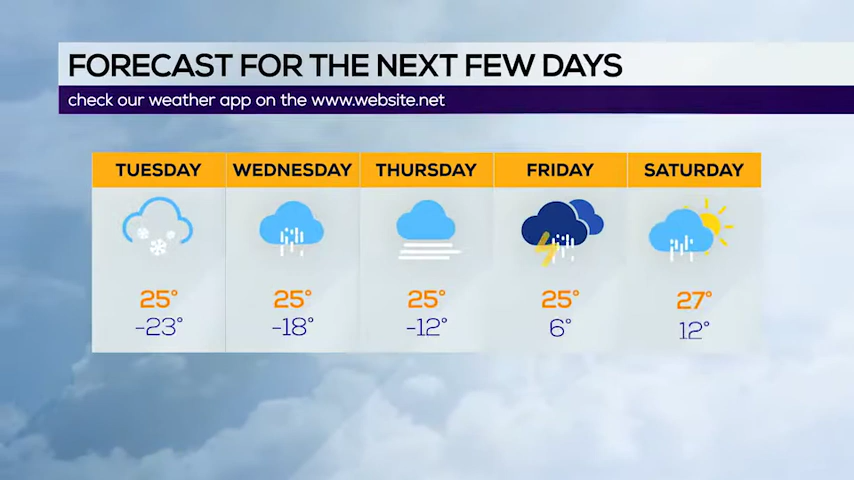 FORECAST FOR THE NEXT FEW DAYS
check our weather app on the www.website.net
TUESDAY WEDNESDAY THURSDAY FRIDAY SATURDAY
25° 25° 25° 25° 27°
-23° -18° -12° 6° 12°